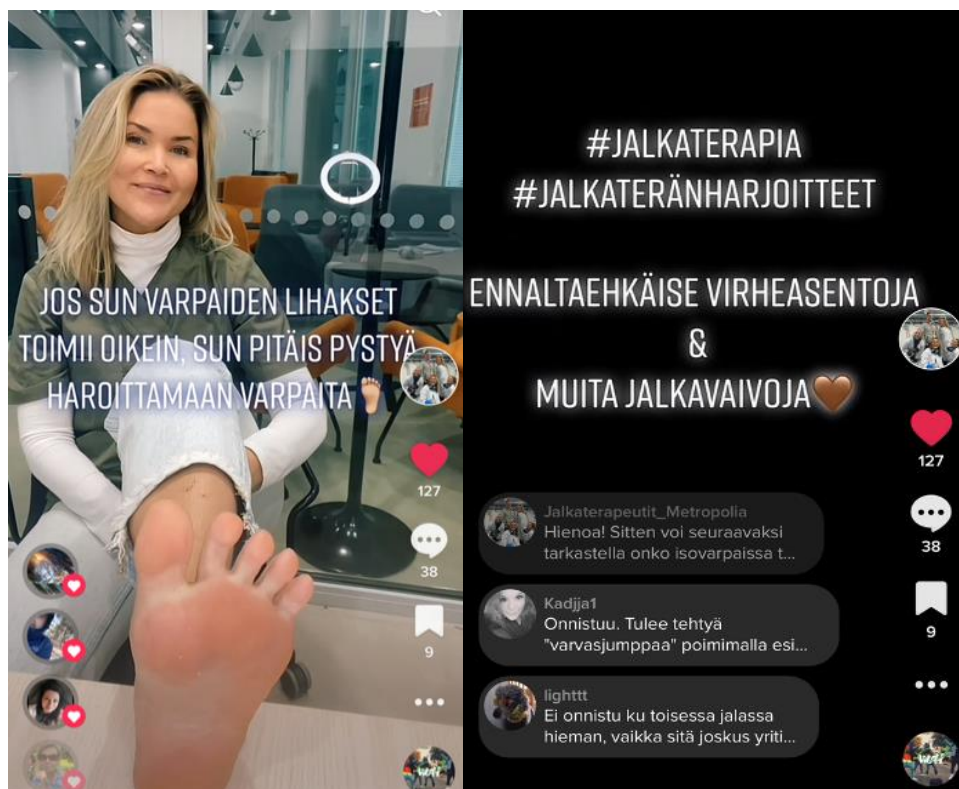 JOS SUN VARPAIDEN LIHAKSET
TOIMII OIKEIN, SUN PITÄIS PYSTYÄ
HAROITTAMAAN VARPAITA
127
38
9
#JALKATERAPIA
#JALKATERÄNHARJOITTEET
ENNALTAEHKÄISE VIRHEASENTOJA
&
MUITA JALKAVAIVOJA
127
38
9
Jalkaterapeutit_Metropolia
Hienoa! Sitten voi seuraavaksi
tarkastella onko isovarpaissa t...
Kadjja1
Onnistuu. Tulee tehtyä
"varvasjumppaa" poimimalla esi...
lighttt
Ei onnistu ku toisessa jalassa
hieman, vaikka sitä joskus yriti...